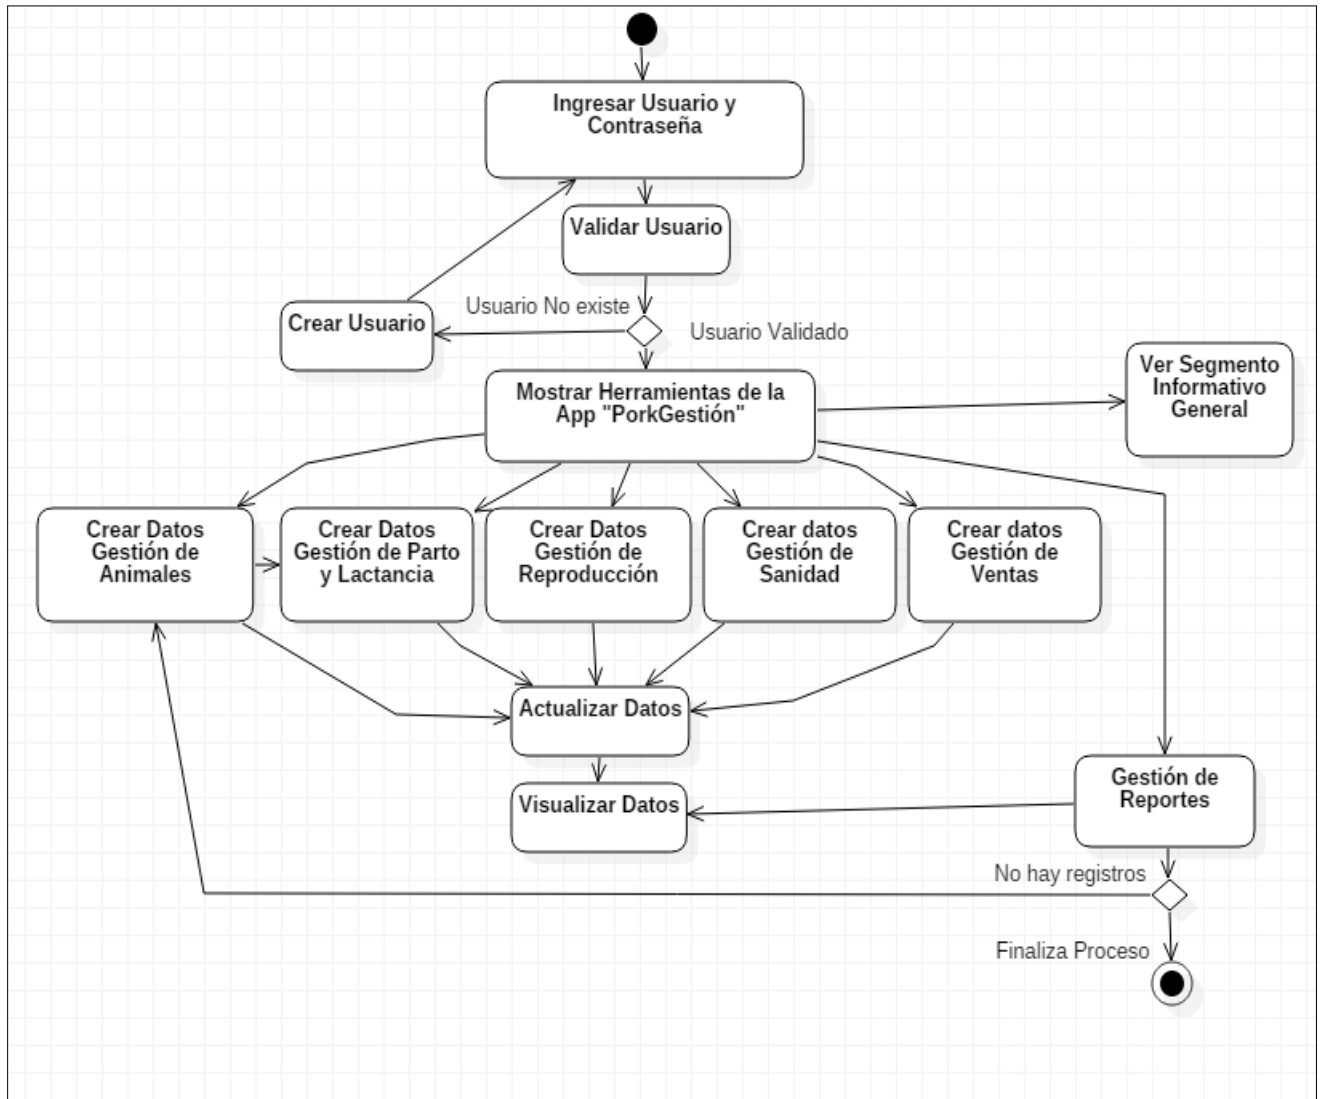 Ingresar Usuario y
Contraseña
Validar Usuario
Usuario No existe
Crear Usuario
Usuario Validado
Mostrar Herramientas de la
App "PorkGestión"
Ver Segmento
Informativo
General
Crear Datos
Gestión de
Animales
Crear Datos
Gestión de Parto
y Lactancia
Crear Datos
Gestión de
Reproducción
Crear datos
Gestión de
Sanidad
Crear datos
Gestión de
Ventas
Actualizar Datos
Visualizar Datos
Gestión de
Reportes
No hay registros
Finaliza Proceso